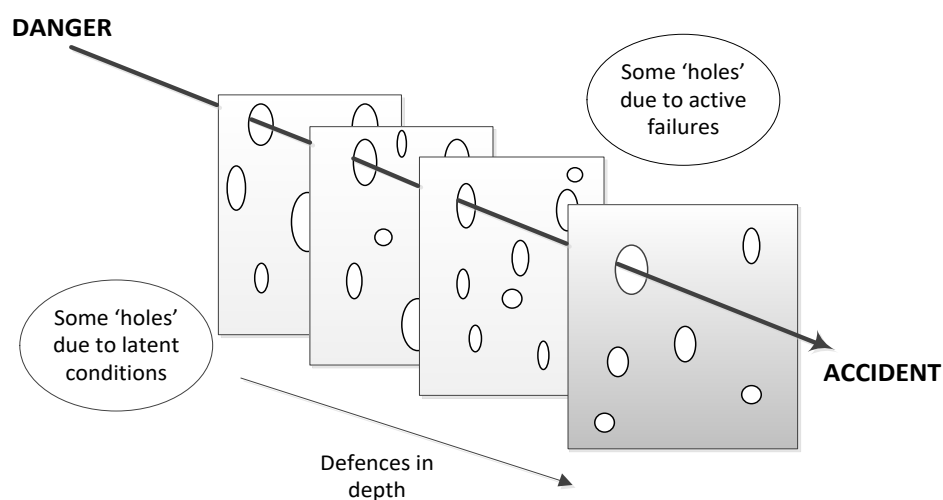 DANGER
Some ‘holes’
due to active
failures
Some ‘holes’
due to latent
conditions
ACCIDENT
Defences in
depth